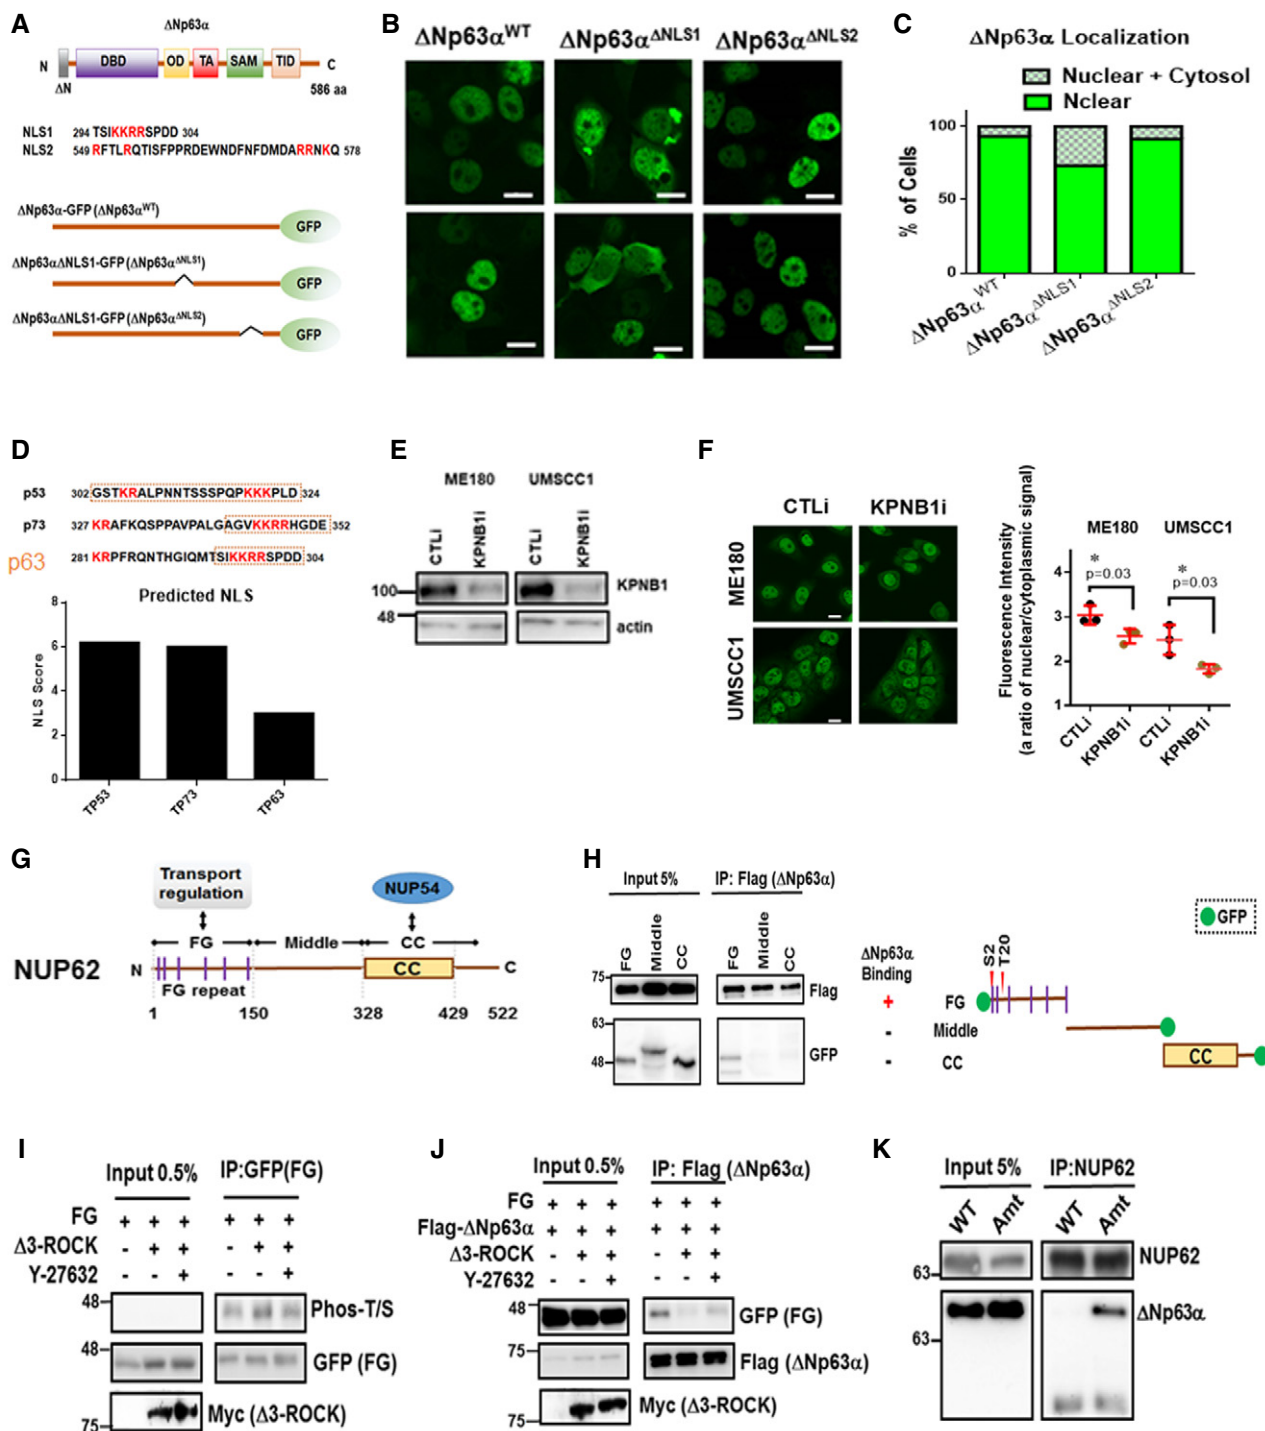 A
ΔNp63α
N
DBD
OD
TA
SAM
TID
C
ΔN
586 aa
NLS1 294 TSIKKRRSPDD 304
NLS2 549 RFTLRQTISFPPRDEWNDFNFDMDARRNKQ 578
ΔNp63α-GFP (ΔNp63αWT)
GFP
ΔNp63αΔNLS1-GFP (ΔNp63αΔNLS1)
GFP
ΔNp63αΔNLS1-GFP (ΔNp63αΔNLS2)
GFP
B
ΔNp63αWT
ΔNp63αΔNLS1
ΔNp63αΔNLS2
C
ΔNp63α Localization
Nuclear + Cytosol
Nclear
% of Cells
100
50
0
ΔNp63αWT
ΔNp63αΔNLS1
ΔNp63αΔNLS2
D
p53 302 GSTKRALPNNTSSSPQPKKKPLD 324
p73 327 KRAFKQSPPAVPALGAGVKKRRHGDE 352
p63 281 KRPFRQNTHGIQMTSIKKRRSPDD 304
Predicted NLS
NLS Score
8
6
4
2
0
TP53
TP73
TP63
E
ME180
UMSCC1
CTLi
KPNB1i
CTLi
KPNB1i
100
KPNB1
48
actin
F
CTLi
KPNB1i
ME180
UMSCC1
Fluorescence Intensity
(a ratio of nuclear/cytoplasmic signal)
ME180
UMSCC1
*
p=0.03
*
p=0.03
4
3
2
1
CTLi
KPNB1i
CTLi
KPNB1i
G
Transport
regulation
NUP54
FG
Middle
CC
NUP62
N
CC
C
FG repeat
1
150
328
429
522
H
Input 5%
IP: Flag (ΔNp63α)
FG
Middle
CC
FG
Middle
CC
75
Flag
63
48
GFP
ΔNp63α
Binding
+
-
-
FG
Middle
CC
S2
T20
CC
GFP
I
Input 0.5%
IP:GFP(FG)
FG + + + + + +
Δ3-ROCK - + + - + +
Y-27632 - - + - - +
48
Phos-T/S
48
GFP (FG)
75
Myc (Δ3-ROCK)
J
Input 0.5%
IP: Flag (ΔNp63α)
FG + + + + + +
Flag-ΔNp63α + + + + + +
Δ3-ROCK - + + - + +
Y-27632 - - + - - +
48
GFP (FG)
75
Flag (ΔNp63α)
75
Myc (Δ3-ROCK)
K
Input 5%
IP:NUP62
WT
Amt
WT
Amt
63
NUP62
63
ΔNp63α